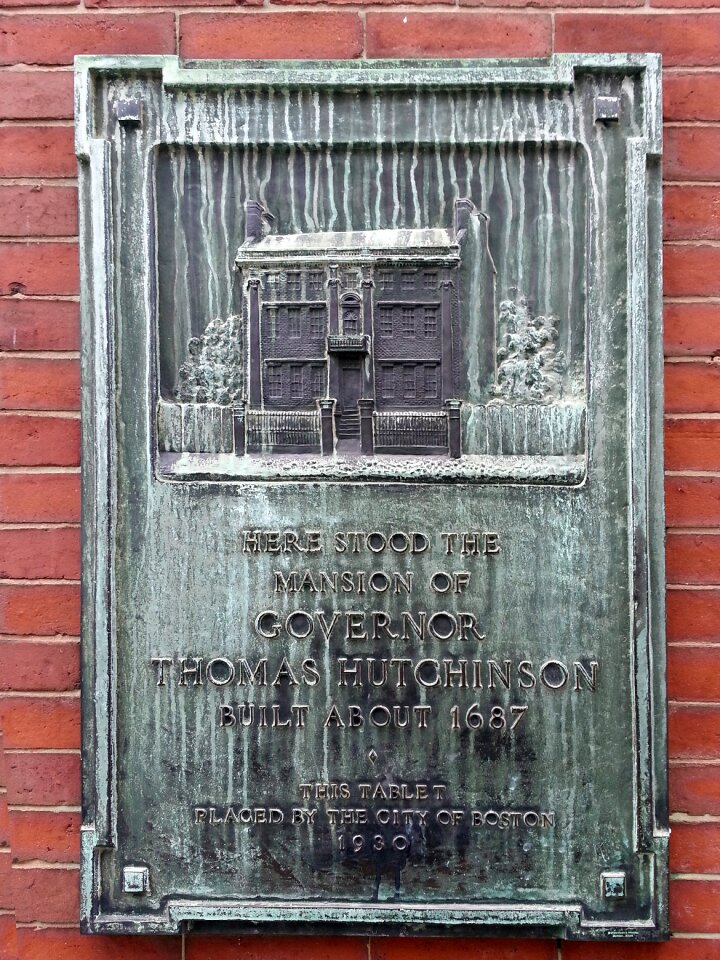 HERE STOOD THE
MANSION OF
GOVERNOR
THOMAS HUTCHINSON
BUILT ABOUT 1687
THIS TABLET
PLACED BY THE CITY OF BOSTON
1930